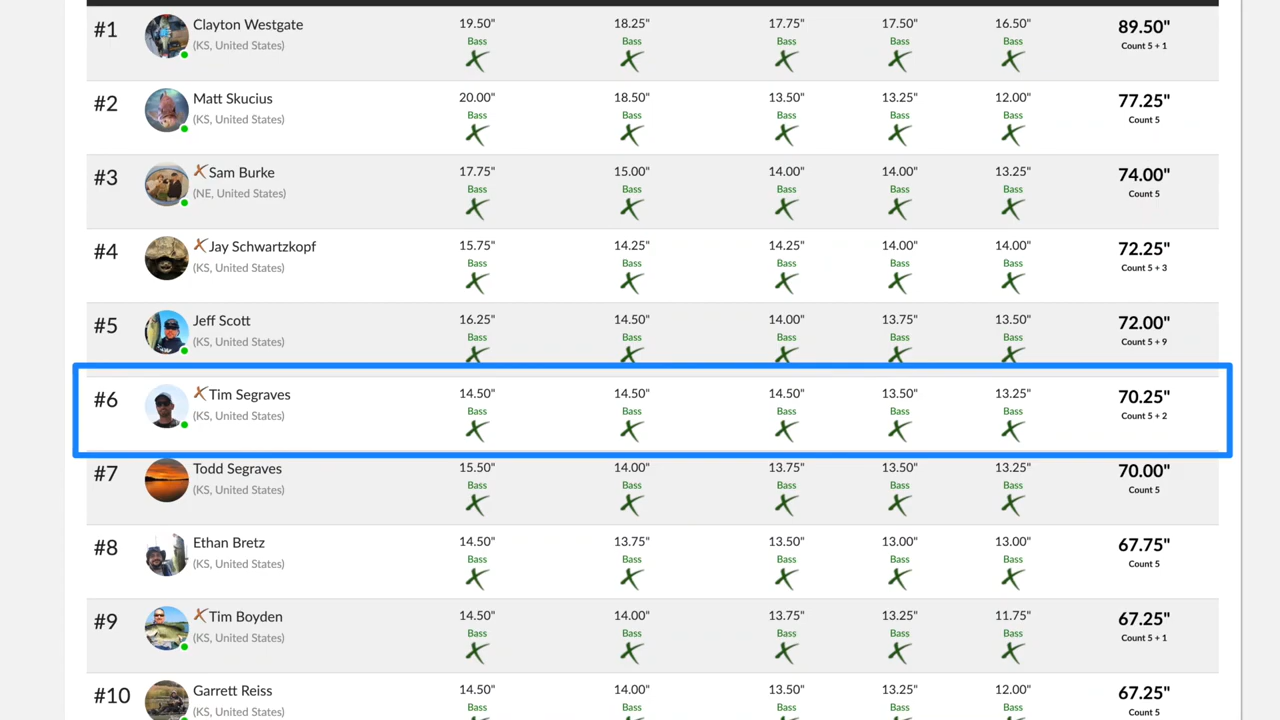 #1 Clayton Westgate 19.50" 18.25" 17.75" 17.50" 16.50" 89.50"
(KS, United States) Bass Bass Bass Bass Bass Count 5 + 1
#2 Matt Skucius 20.00" 18.50" 13.50" 13.25" 12.00" 77.25"
(KS, United States) Bass Bass Bass Bass Bass Count 5
#3 Sam Burke 17.75" 15.00" 14.00" 14.00" 13.25" 74.00"
(NE, United States) Bass Bass Bass Bass Bass Count 5
#4 Jay Schwartzkopf 15.75" 14.25" 14.25" 14.00" 14.00" 72.25"
(KS, United States) Bass Bass Bass Bass Bass Count 5 + 3
#5 Jeff Scott 16.25" 14.50" 14.00" 13.75" 13.50" 72.00"
(KS, United States) Bass Bass Bass Bass Bass Count 5 + 9
#6 Tim Segraves 14.50" 14.50" 14.50" 13.50" 13.25" 70.25"
(KS, United States) Bass Bass Bass Bass Bass Count 5 + 2
#7 Todd Segraves 15.50" 14.00" 13.75" 13.50" 13.25" 70.00"
(KS, United States) Bass Bass Bass Bass Bass Count 5
#8 Ethan Bretz 14.50" 13.75" 13.50" 13.00" 13.00" 67.75"
(KS, United States) Bass Bass Bass Bass Bass Count 5
#9 Tim Boyden 14.50" 14.00" 13.75" 13.25" 11.75" 67.25"
(KS, United States) Bass Bass Bass Bass Bass Count 5 + 1
#10 Garrett Reiss 14.50" 14.00" 13.50" 13.25" 12.00" 67.25"
(KS, United States) Bass Bass Bass Bass Bass Count 5